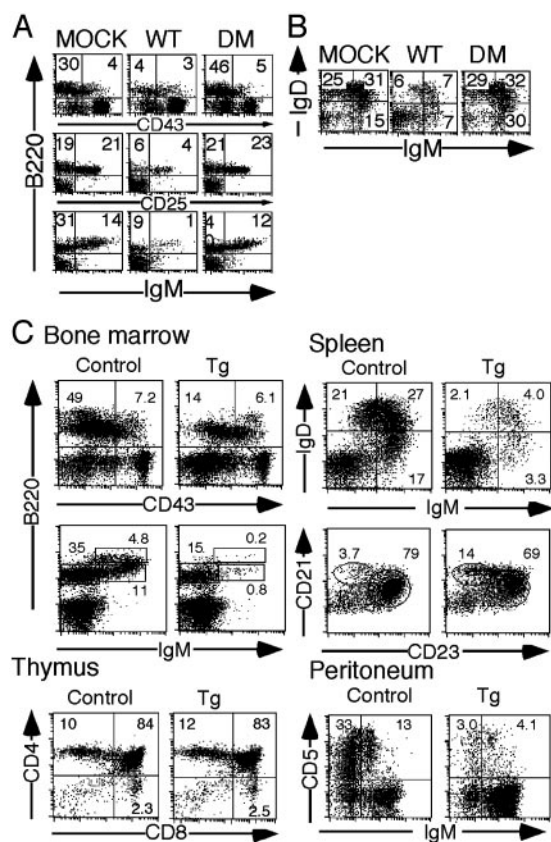 A
MOCK WT DM
30 4 4 3 46 5
CD43
19 21 6 4 21 23
CD25
31 14 9 1 4 12
0
IgM
B220
B
MOCK WT DM
25 31 6 7 29 32
15 7 30
IgD
IgM
C Bone marrow
Control Tg
49 7.2 14 6.1
CD43
35 4.8 15 0.2
11 0.8
IgM
B220
Spleen
Control Tg
21 27 2.1 4.0
17 3.3
IgD
IgM
3.7 79 14 69
CD21
CD23
Thymus
Control Tg
10 84 12 83
2.3 2.5
CD4
CD8
Peritoneum
Control Tg
33 13 3.0 4.1
CD5
IgM